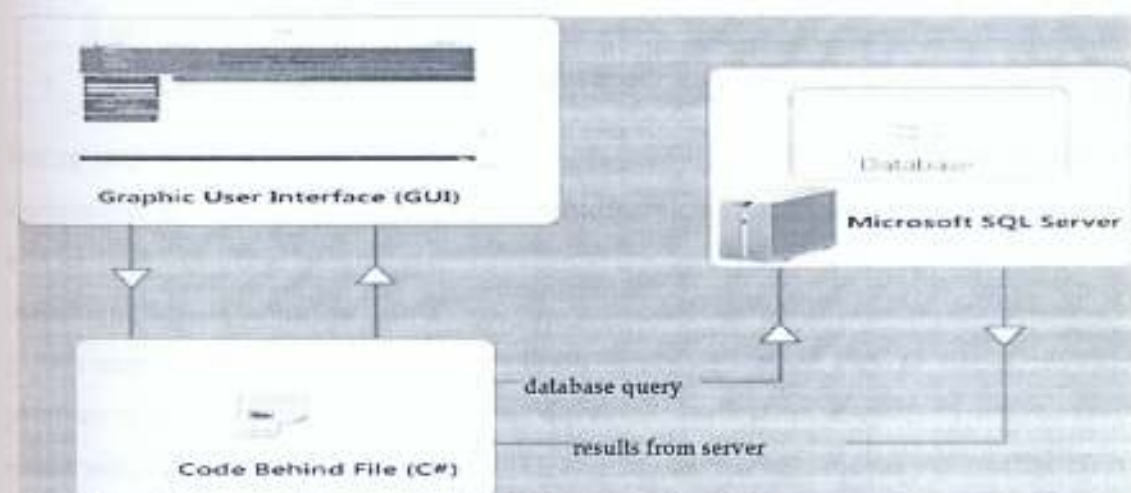 Graphic User Interface (GUI)
Database
Microsoft SQL Server
database query
results from server
Code Behind File (C#)